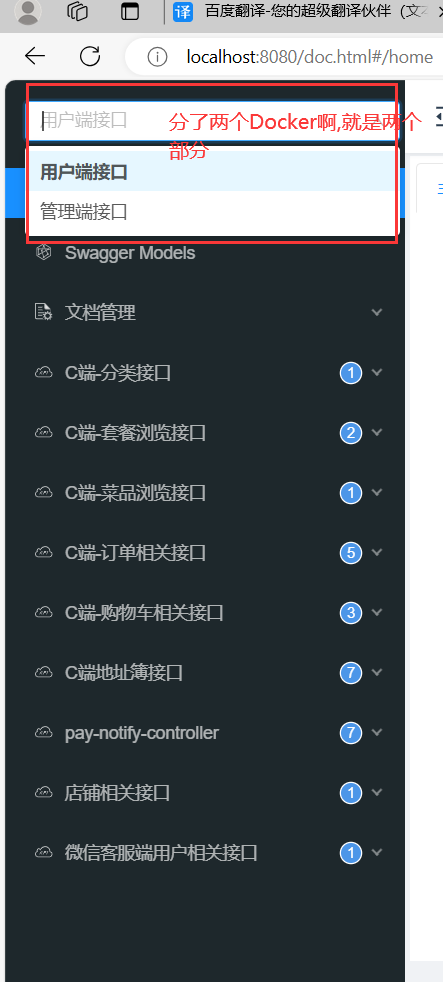 译 百度翻译-您的超级翻译伙伴（文
localhost:8080/doc.html#/home
用户端接口
分了两个Docker啊,就是两个
部分
用户端接口
管理端接口
Swagger Models
文档管理
C端-分类接口 1
C端-套餐浏览接口 2
C端-菜品浏览接口 1
C端-订单相关接口 5
C端-购物车相关接口 3
C端地址簿接口 7
pay-notify-controller 7
店铺相关接口 1
微信客服端用户相关接口 1